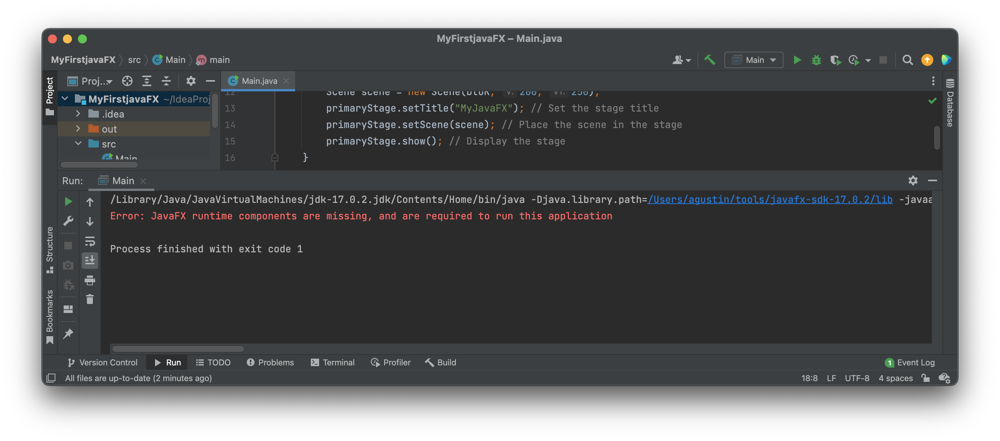 MyFirstjavaFX – Main.java
MyFirstjavaFX src Main main
Main
Project
Proj...
Main.java
MyFirstjavaFX ~/IdeaProj
.idea
out
src
Main
12 Scene scene = new Scene(btOK, v: 200, v1: 250);
13 primaryStage.setTitle("MyJavaFX"); // Set the stage title
14 primaryStage.setScene(scene); // Place the scene in the stage
15 primaryStage.show(); // Display the stage
16 }
Database
Run: Main
/Library/Java/JavaVirtualMachines/jdk-17.0.2.jdk/Contents/Home/bin/java -Djava.library.path=/Users/agustin/tools/javafx-sdk-17.0.2/lib -javaa
Error: JavaFX runtime components are missing, and are required to run this application
Process finished with exit code 1
Structure
Bookmarks
Version Control Run TODO Problems Terminal Profiler Build 1 Event Log
All files are up-to-date (2 minutes ago) 18:8 LF UTF-8 4 spaces